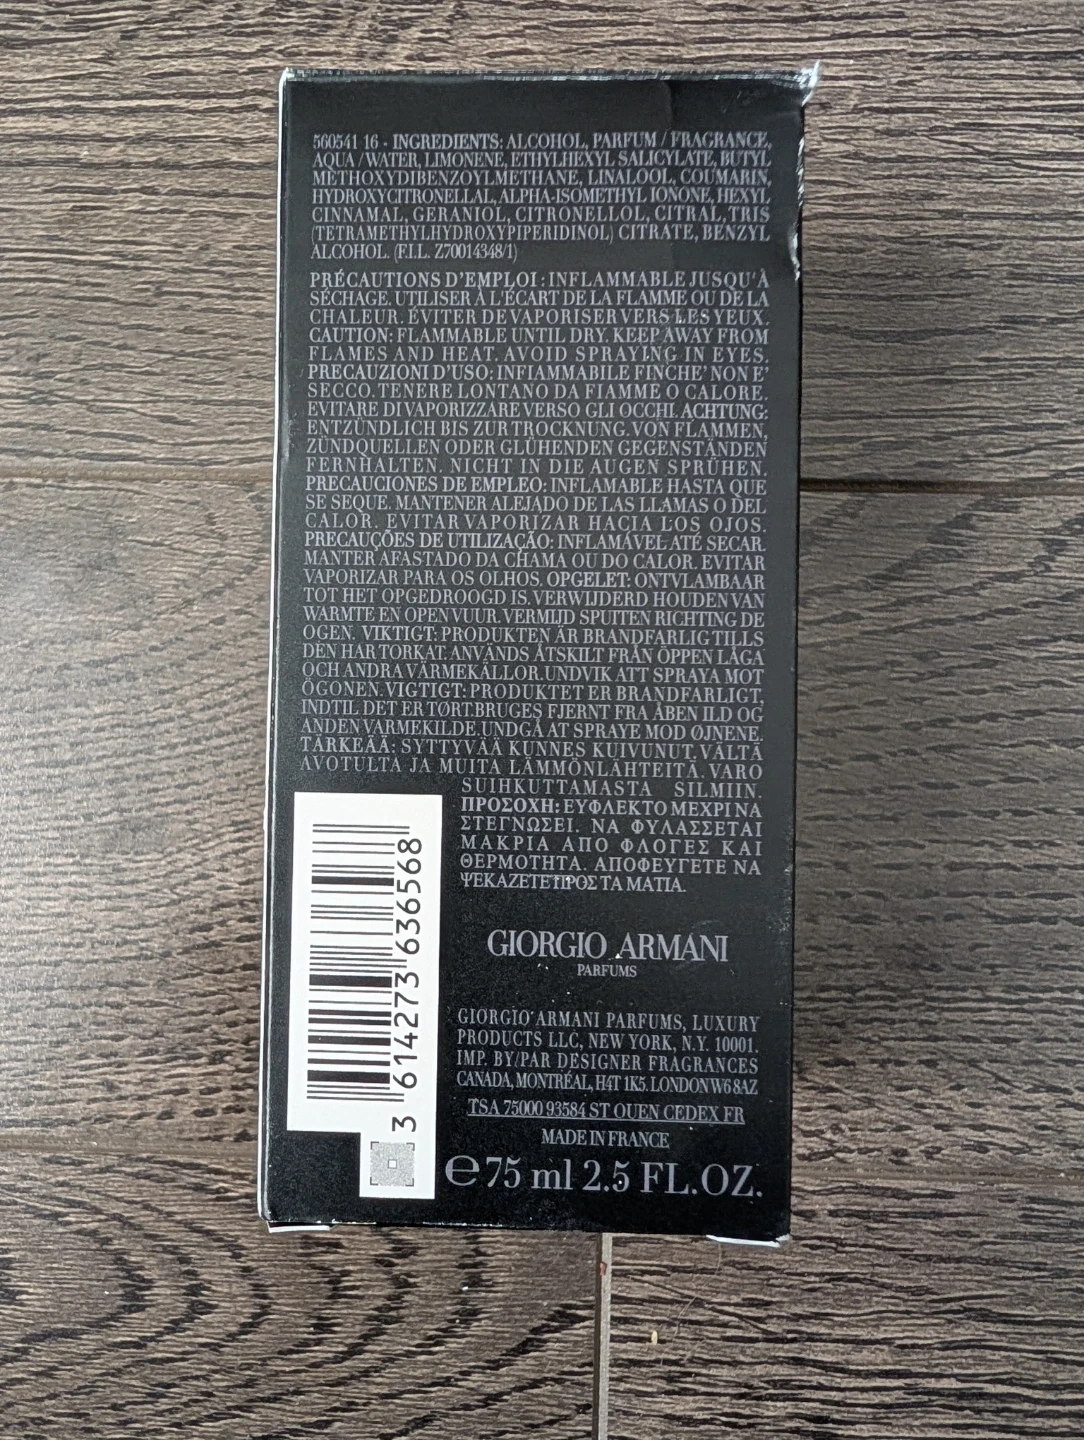 560541 16 - INGREDIENTS: ALCOHOL, PARFUM / FRAGRANCE,
AQUA / WATER, LIMONENE, ETHYLHEXYL SALICYLATE, BUTYL
METHOXYDIBENZOYLMETHANE, LINALOOL, COUMARIN,
HYDROXYCITRONELLAL, ALPHA-ISOMETHYL IONONE, HEXYL
CINNAMAL, GERANIOL, CITRONELLOL, CITRAL, TRIS
(TETRAMETHYLHYDROXYPIPERIDINOL) CITRATE, BENZYL
ALCOHOL. (F.I.L. Z70014348/1)
PRÉCAUTIONS D'EMPLOI : INFLAMMABLE JUSQU'À
SÉCHAGE. UTILISER À L'ÉCART DE LA FLAMME OU DE LA
CHALEUR. ÉVITER DE VAPORISER VERS LES YEUX.
CAUTION: FLAMMABLE UNTIL DRY. KEEP AWAY FROM
FLAMES AND HEAT. AVOID SPRAYING IN EYES.
PRECAUZIONI D'USO: INFIAMMABILE FINCHE' NON E'
SECCO. TENERE LONTANO DA FIAMME O CALORE.
EVITARE DI VAPORIZZARE VERSO GLI OCCHI. ACHTUNG:
ENTZÜNDLICH BIS ZUR TROCKNUNG. VON FLAMMEN,
ZÜNDQUELLEN ODER GLÜHENDEN GEGENSTÄNDEN
FERNHALTEN. NICHT IN DIE AUGEN SPRÜHEN.
PRECAUCIONES DE EMPLEO: INFLAMABLE HASTA QUE
SE SEQUE. MANTENER ALEJADO DE LAS LLAMAS O DEL
CALOR. EVITAR VAPORIZAR HACIA LOS OJOS.
PRECAUÇÕES DE UTILIZAÇÃO: INFLAMÁVEL ATÉ SECAR.
MANTER AFASTADO DA CHAMA OU DO CALOR. EVITAR
VAPORIZAR PARA OS OLHOS. OPGELET: ONTVLAMBAAR
TOT HET OPGEDROOGD IS. VERWIJDERD HOUDEN VAN
WARMTE EN OPEN VUUR. VERMIJD SPUITEN RICHTING DE
OGEN. VIKTIGT: PRODUKTEN ÄR BRANDFARLIG TILLS
DEN HAR TORKAT. ANVÄNDS ÅTSKILT FRÅN ÖPPEN LÅGA
OCH ANDRA VÄRMEKÄLLOR. UNDVIK ATT SPRAYA MOT
ÖGONEN. VIGTIGT: PRODUKTET ER BRANDFARLIGT,
INDTIL DET ER TØRT. BRUGES FJERNT FRA ÅBEN ILD OG
ANDEN VARMEKILDE. UNDGÅ AT SPRAYE MOD ØJNENE.
TÄRKEÄÄ: SYTTYVÄÄ KUNNES KUIVUNUT. VÄLTÄ
AVOTULTA JA MUITA LÄMMÖNLÄHTEITÄ. VARO
SUIHKUTTAMASTA SILMIIN.
ΠΡΟΣΟΧΗ: ΕΥΦΛΕΚΤΟ ΜΕΧΡΙ ΝΑ
ΣΤΕΓΝΩΣΕΙ. ΝΑ ΦΥΛΑΣΣΕΤΑΙ
ΜΑΚΡΙΑ ΑΠΟ ΦΛΟΓΕΣ ΚΑΙ
ΘΕΡΜΟΤΗΤΑ. ΑΠΟΦΕΥΓΕΤΕ ΝΑ
ΨΕΚΑΖΕΤΕ ΠΡΟΣ ΤΑ ΜΑΤΙΑ.
3 614273 636568
GIORGIO ARMANI
PARFUMS
GIORGIO ARMANI PARFUMS, LUXURY
PRODUCTS LLC, NEW YORK, N.Y. 10001.
IMP. BY/PAR DESIGNER FRAGRANCES
CANADA, MONTRÉAL, H4T 1K5. LONDON W6 8AZ
TSA 75000 93584 ST OUEN CEDEX FR
MADE IN FRANCE
℮ 75 ml 2.5 FL.OZ.